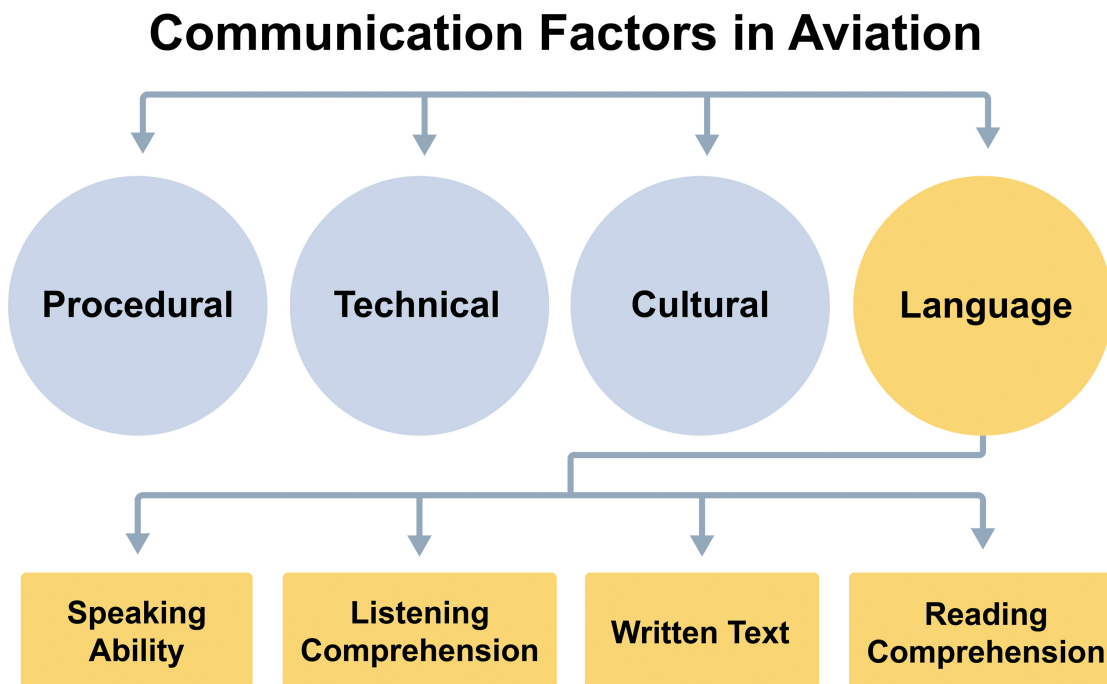 Communication Factors in Aviation
Procedural
Technical
Cultural
Language
Speaking
Ability
Listening
Comprehension
Written Text
Reading
Comprehension